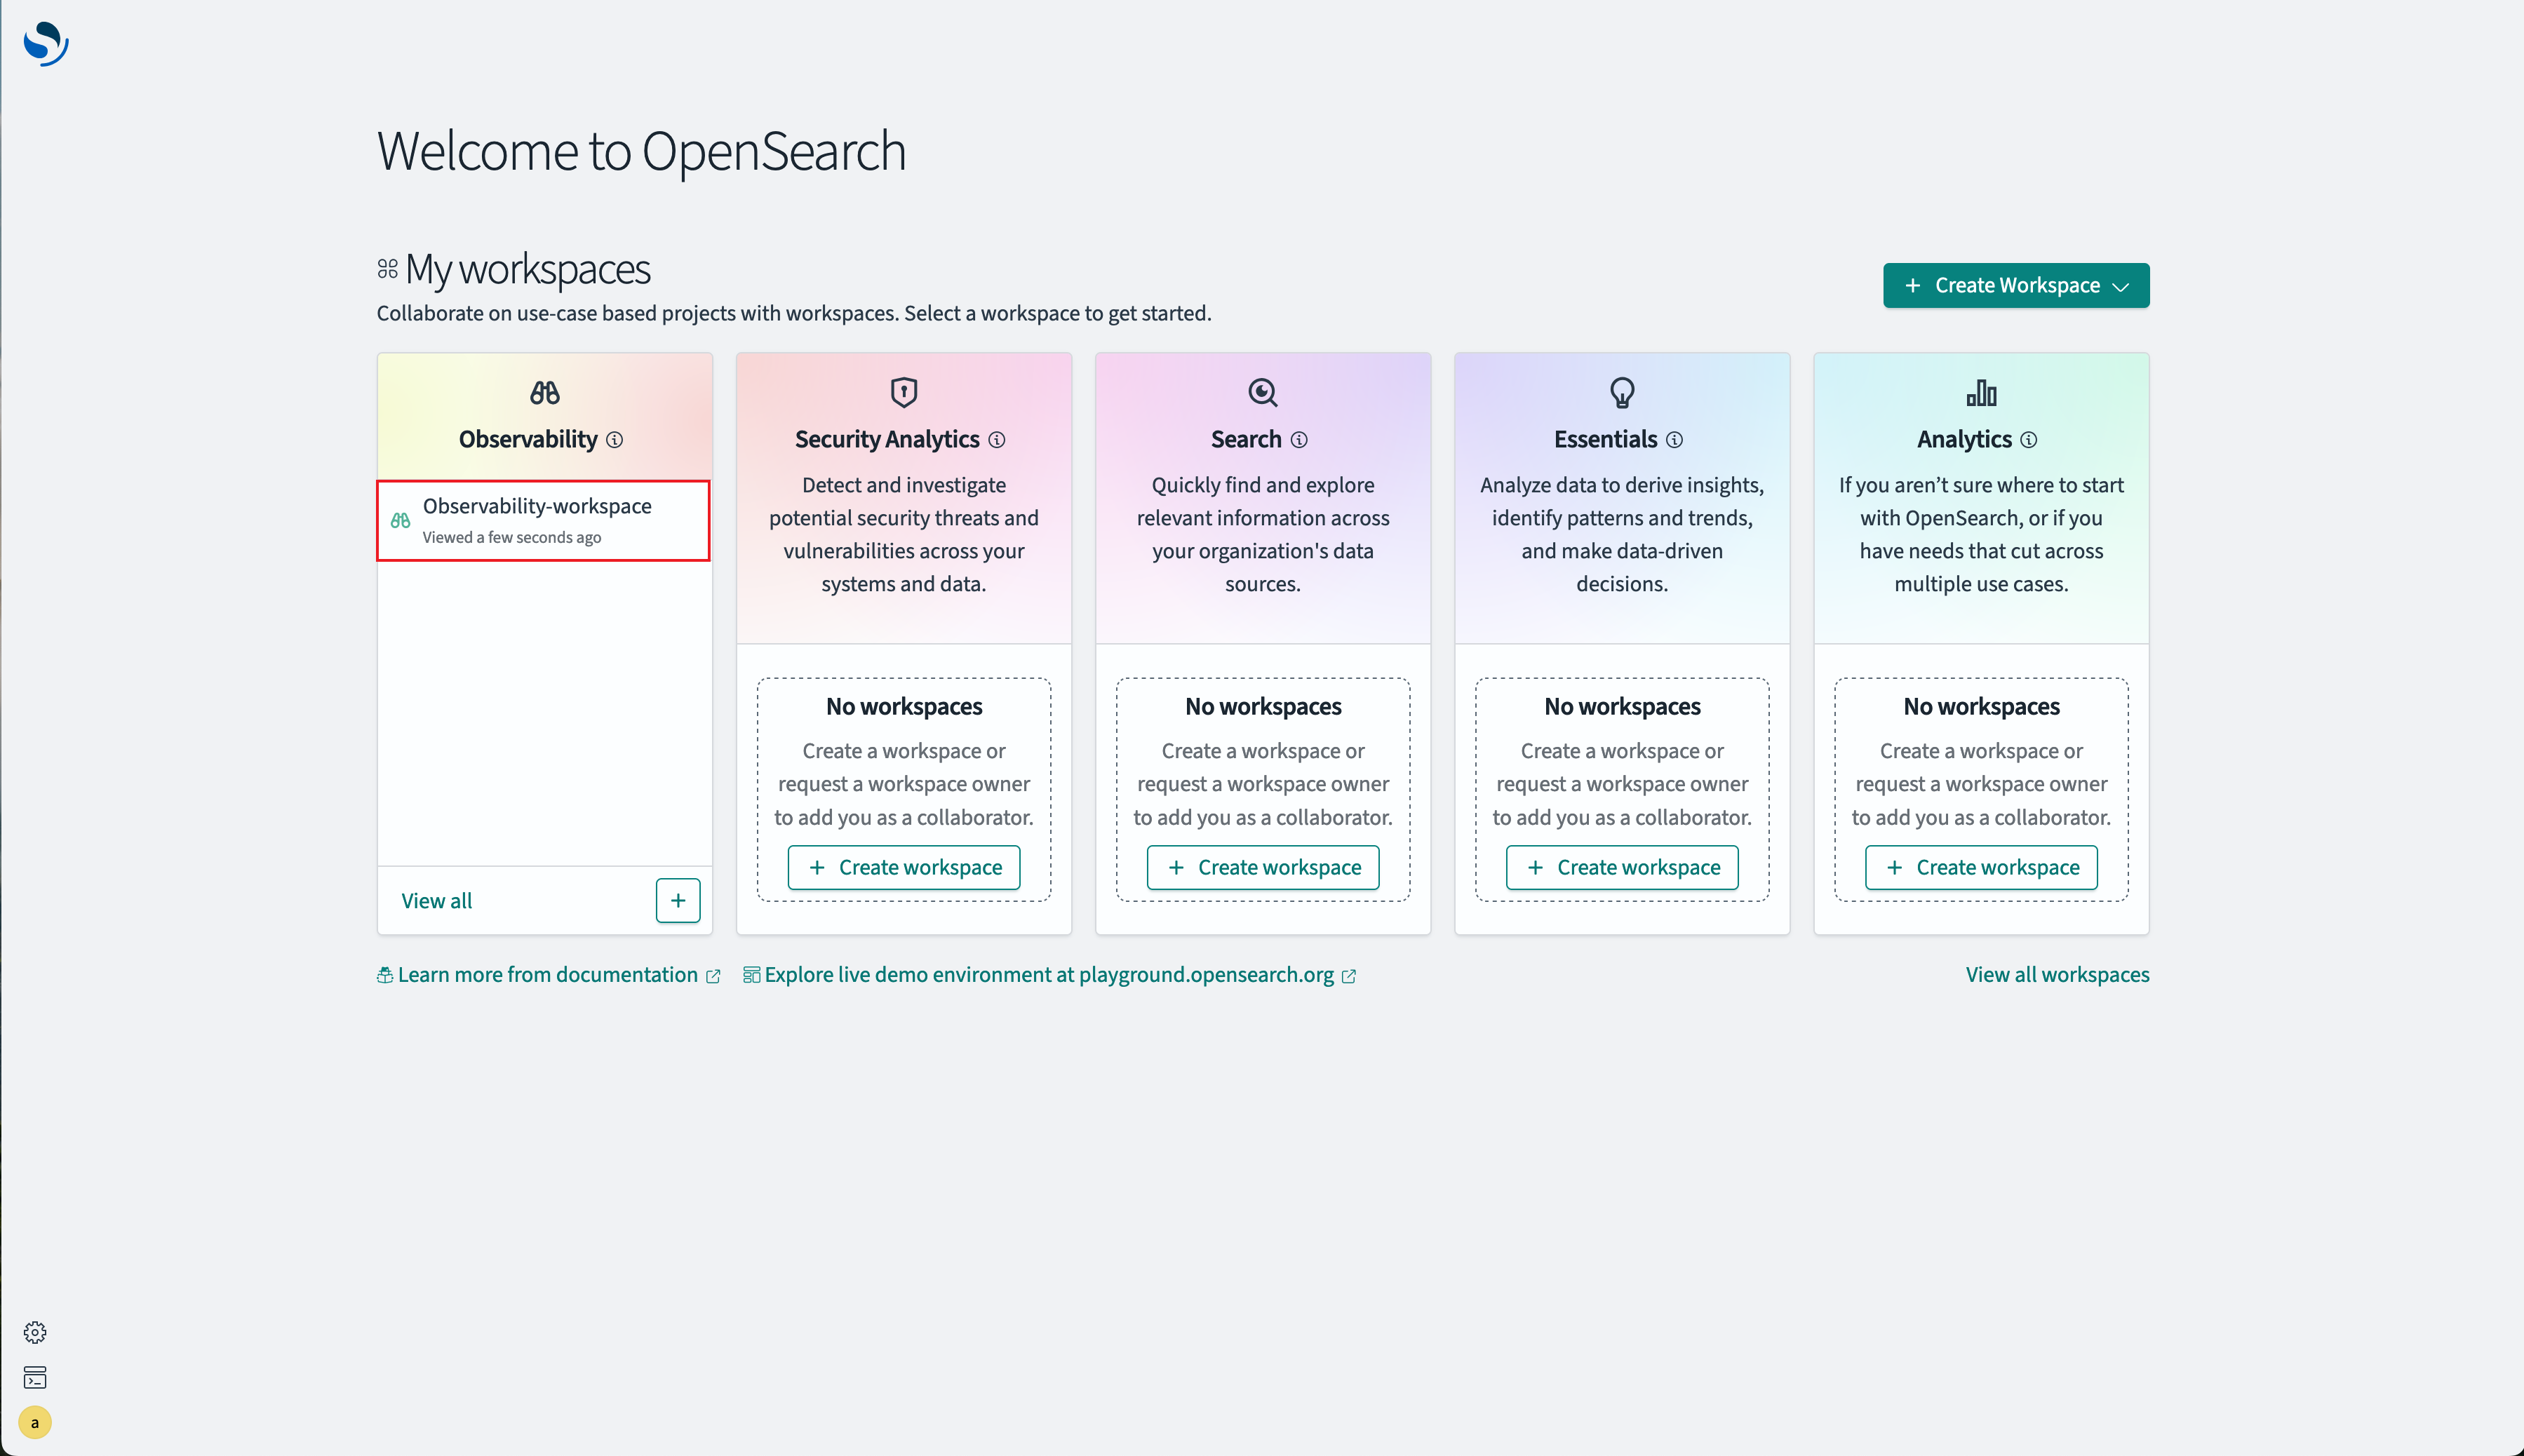 Welcome to OpenSearch
My workspaces
Collaborate on use-case based projects with workspaces. Select a workspace to get started.
Create Workspace
Observability
Observability-workspace
Viewed a few seconds ago
View all
Security Analytics
Detect and investigate
potential security threats and
vulnerabilities across your
systems and data.
No workspaces
Create a workspace or
request a workspace owner
to add you as a collaborator.
Create workspace
Search
Quickly find and explore
relevant information across
your organization's data
sources.
No workspaces
Create a workspace or
request a workspace owner
to add you as a collaborator.
Create workspace
Essentials
Analyze data to derive insights,
identify patterns and trends,
and make data-driven
decisions.
No workspaces
Create a workspace or
request a workspace owner
to add you as a collaborator.
Create workspace
Analytics
If you aren’t sure where to start
with OpenSearch, or if you
have needs that cut across
multiple use cases.
No workspaces
Create a workspace or
request a workspace owner
to add you as a collaborator.
Create workspace
Learn more from documentation
Explore live demo environment at playground.opensearch.org
View all workspaces
a